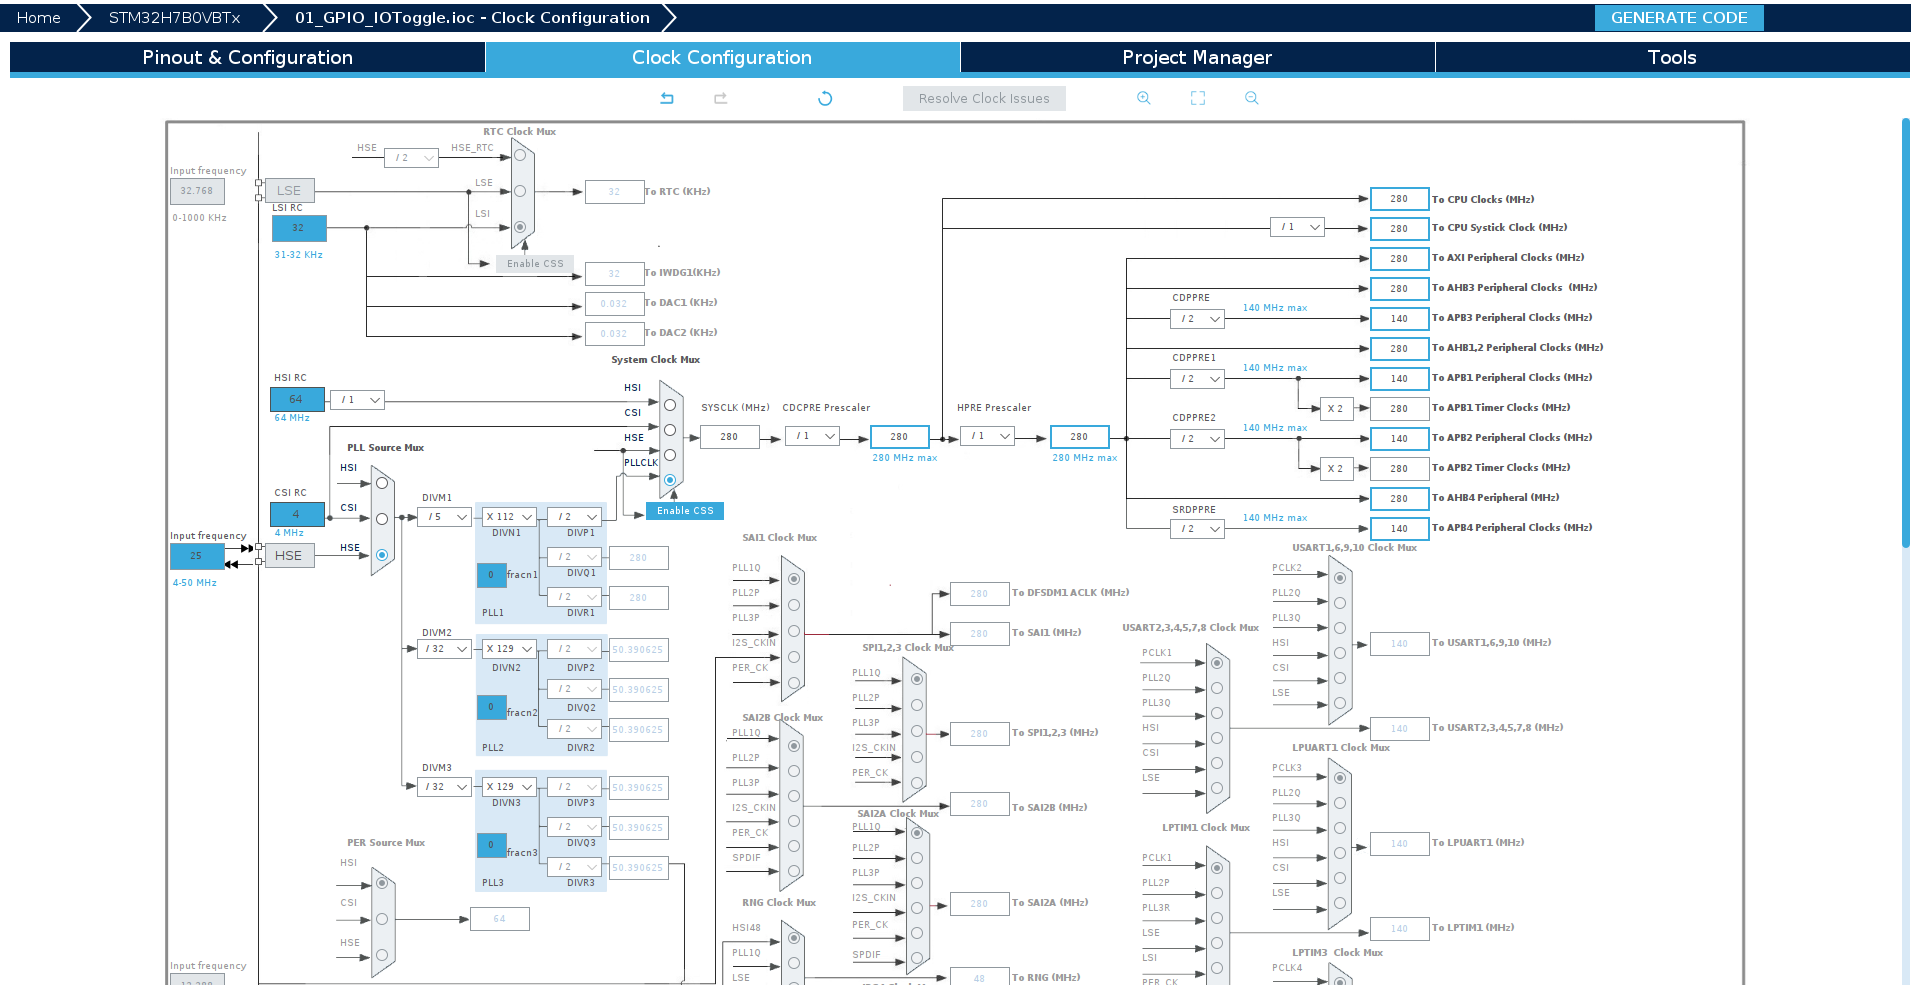 Home
STM32H7B0VBTx
01_GPIO_IOToggle.ioc - Clock Configuration
GENERATE CODE
Pinout & Configuration
Clock Configuration
Project Manager
Tools
Resolve Clock Issues
RTC Clock Mux
HSE
/ 2
HSE_RTC
Input frequency
32.768
0-1000 KHz
LSE
LSE
32
To RTC (KHz)
LSI RC
32
31-32 KHz
LSI
Enable CSS
32
To IWDG1(KHz)
0.032
To DAC1 (KHz)
0.032
To DAC2 (KHz)
280
To CPU Clocks (MHz)
/ 1
280
To CPU Systick Clock (MHz)
280
To AXI Peripheral Clocks (MHz)
280
To AHB3 Peripheral Clocks (MHz)
CDPPRE
/ 2
140 MHz max
140
To APB3 Peripheral Clocks (MHz)
280
To AHB1,2 Peripheral Clocks (MHz)
CDPPRE1
/ 2
140 MHz max
140
To APB1 Peripheral Clocks (MHz)
X 2
280
To APB1 Timer Clocks (MHz)
CDPPRE2
/ 2
140 MHz max
140
To APB2 Peripheral Clocks (MHz)
X 2
280
To APB2 Timer Clocks (MHz)
280
To AHB4 Peripheral (MHz)
SRDPPRE
/ 2
140 MHz max
140
To APB4 Peripheral Clocks (MHz)
System Clock Mux
HSI
CSI
HSE
PLLCLK
Enable CSS
SYSCLK (MHz)
280
CDCPRE Prescaler
/ 1
280
280 MHz max
HPRE Prescaler
/ 1
280
280 MHz max
HSI RC
64
64 MHz
/ 1
PLL Source Mux
HSI
CSI
HSE
CSI RC
4
4 MHz
Input frequency
25
4-50 MHz
HSE
DIVM1
/ 5
X 112
DIVN1
/ 2
DIVP1
/ 2
280
DIVQ1
0
fracn1
/ 2
280
DIVR1
PLL1
DIVM2
/ 32
X 129
DIVN2
/ 2
50.390625
DIVP2
/ 2
50.390625
DIVQ2
0
fracn2
/ 2
50.390625
DIVR2
PLL2
DIVM3
/ 32
X 129
DIVN3
/ 2
50.390625
DIVP3
/ 2
50.390625
DIVQ3
0
fracn3
/ 2
50.390625
DIVR3
PLL3
PER Source Mux
HSI
CSI
HSE
64
Input frequency
SAI1 Clock Mux
PLL1Q
PLL2P
PLL3P
I2S_CKIN
PER_CK
280
To DFSDM1 ACLK (MHz)
280
To SAI1 (MHz)
SPI1,2,3 Clock Mux
PLL1Q
PLL2P
PLL3P
I2S_CKIN
PER_CK
280
To SPI1,2,3 (MHz)
SAI2B Clock Mux
PLL1Q
PLL2P
PLL3P
I2S_CKIN
PER_CK
SPDIF
280
To SAI2B (MHz)
SAI2A Clock Mux
PLL1Q
PLL2P
PLL3P
I2S_CKIN
PER_CK
SPDIF
280
To SAI2A (MHz)
RNG Clock Mux
HSI48
PLL1Q
LSE
48
To RNG (MHz)
USART1,6,9,10 Clock Mux
PCLK2
PLL2Q
PLL3Q
HSI
CSI
LSE
140
To USART1,6,9,10 (MHz)
USART2,3,4,5,7,8 Clock Mux
PCLK1
PLL2Q
PLL3Q
HSI
CSI
LSE
140
To USART2,3,4,5,7,8 (MHz)
LPUART1 Clock Mux
PCLK3
PLL2Q
PLL3Q
HSI
CSI
LSE
140
To LPUART1 (MHz)
LPTIM1 Clock Mux
PCLK1
PLL2P
PLL3R
LSE
LSI
PER_CK
140
To LPTIM1 (MHz)
LPTIM3 Clock Mux
PCLK4